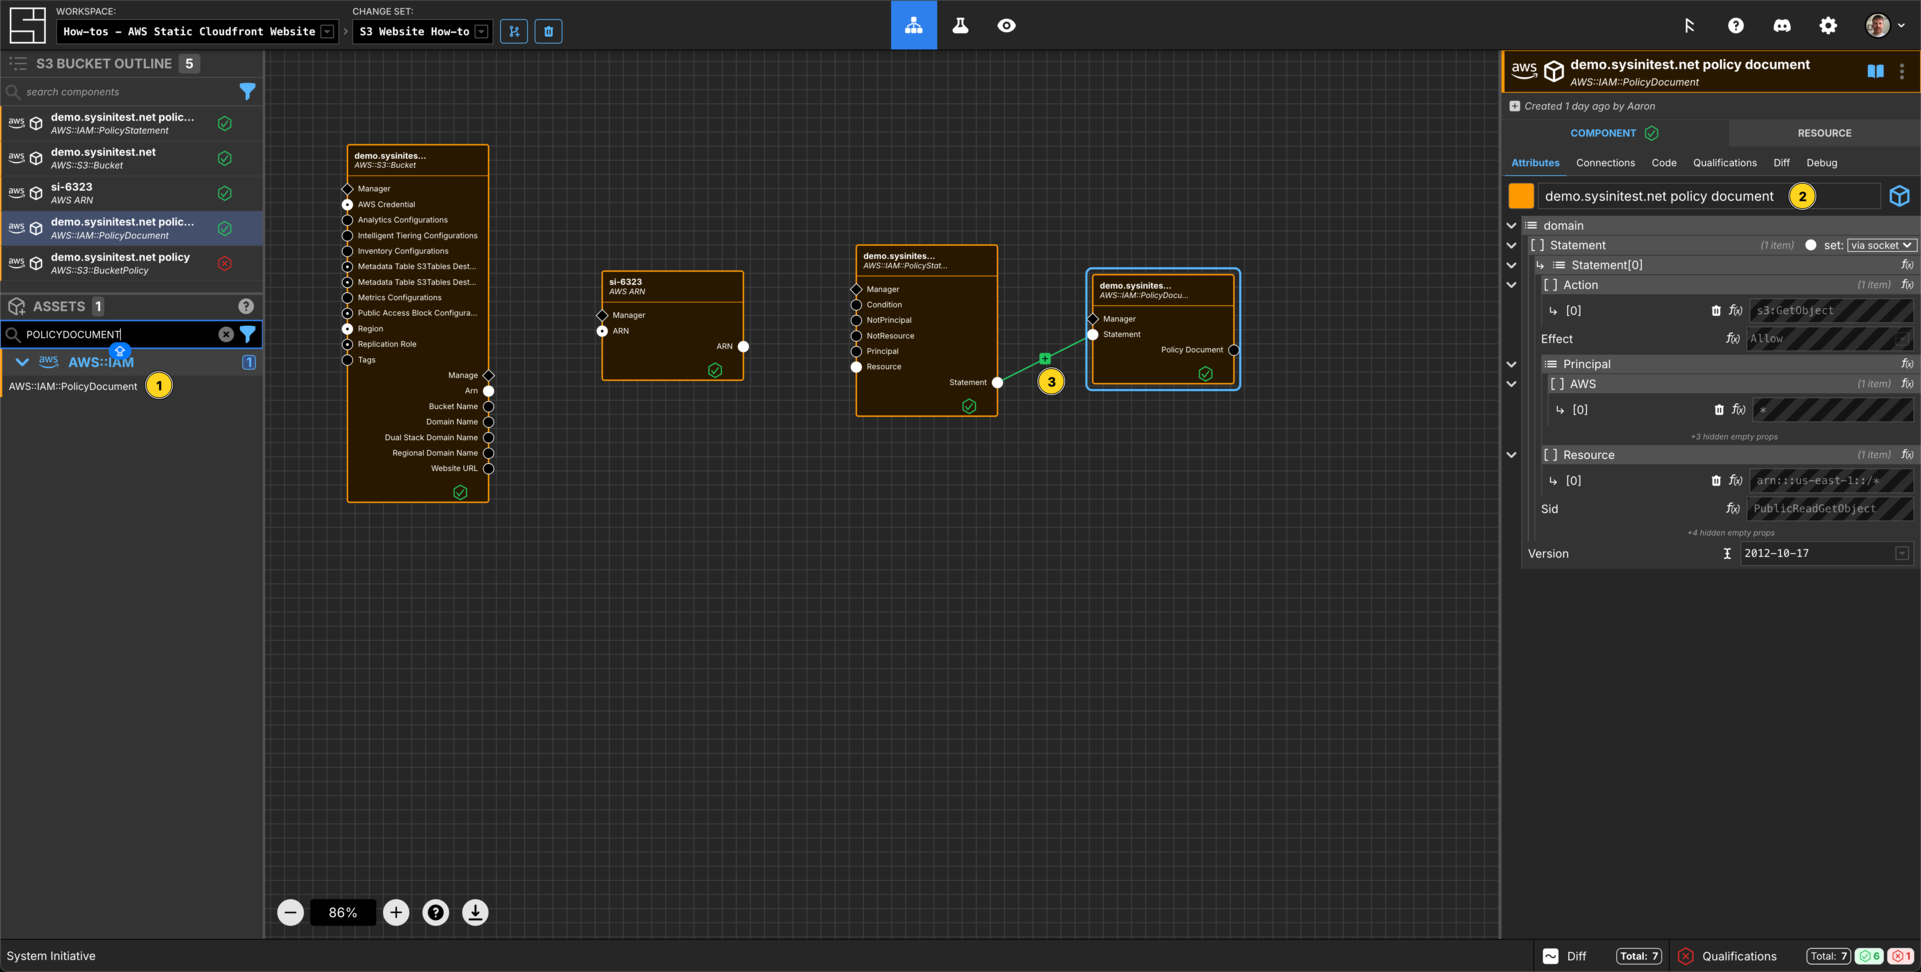 WORKSPACE:
How-tos - AWS Static Cloudfront Website
CHANGE SET:
S3 Website How-to
S3 BUCKET OUTLINE 5
search components
aws demo.sysinitest.net polic...
AWS::IAM::PolicyStatement
aws demo.sysinitest.net
AWS::S3::Bucket
aws si-6323
AWS ARN
aws demo.sysinitest.net polic...
AWS::IAM::PolicyDocument
aws demo.sysinitest.net policy
AWS::S3::BucketPolicy
ASSETS 1
POLICYDOCUMENT
aws AWS::IAM 1
AWS::IAM::PolicyDocument 1
demo.sysinites...
AWS::S3::Bucket
Manager
AWS Credential
Analytics Configurations
Intelligent Tiering Configurations
Inventory Configurations
Metadata Table S3Tables Dest...
Metadata Table S3Tables Dest...
Metrics Configurations
Public Access Block Configura...
Region
Replication Role
Tags
Manage
Arn
Bucket Name
Domain Name
Dual Stack Domain Name
Regional Domain Name
Website URL
si-6323
AWS ARN
Manager
ARN
ARN
demo.sysinites...
AWS::IAM::PolicyStat...
Manager
Condition
NotPrincipal
NotResource
Principal
Resource
Statement
3
demo.sysinites...
AWS::IAM::PolicyDocu...
Manager
Statement
Policy Document
86%
aws demo.sysinitest.net policy document
AWS::IAM::PolicyDocument
Created 1 day ago by Aaron
COMPONENT
RESOURCE
Attributes Connections Code Qualifications Diff Debug
demo.sysinitest.net policy document 2
domain
[ ] Statement (1 item) set: via socket
Statement[0] f(x)
[ ] Action (1 item) f(x)
[0] f(x) s3:GetObject
Effect f(x) Allow
Principal f(x)
[ ] AWS (1 item) f(x)
[0] f(x) *
+3 hidden empty props
[ ] Resource (1 item) f(x)
[0] f(x) arn:::us-east-1::/*
Sid f(x) PublicReadGetObject
+4 hidden empty props
Version 2012-10-17
System Initiative
Diff Total: 7
Qualifications Total: 7 6 1